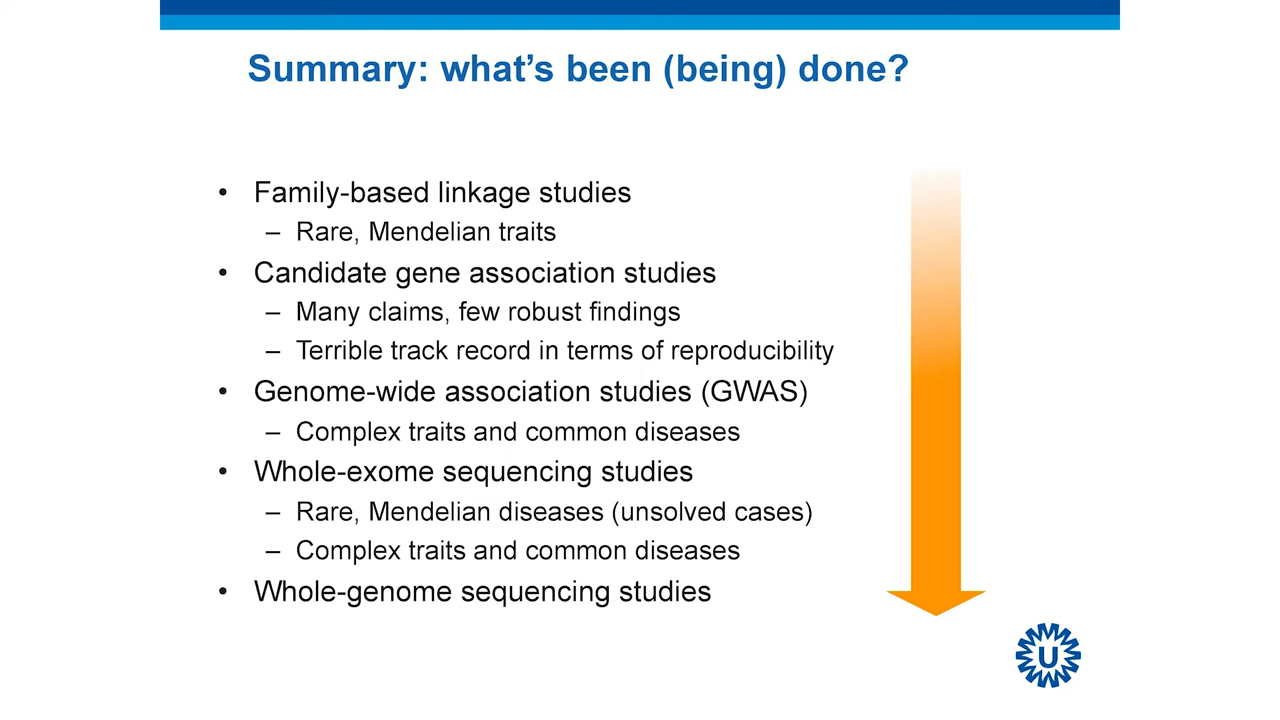 Summary: what's been (being) done?
• Family-based linkage studies
– Rare, Mendelian traits
• Candidate gene association studies
– Many claims, few robust findings
– Terrible track record in terms of reproducibility
• Genome-wide association studies (GWAS)
– Complex traits and common diseases
• Whole-exome sequencing studies
– Rare, Mendelian diseases (unsolved cases)
– Complex traits and common diseases
• Whole-genome sequencing studies
U